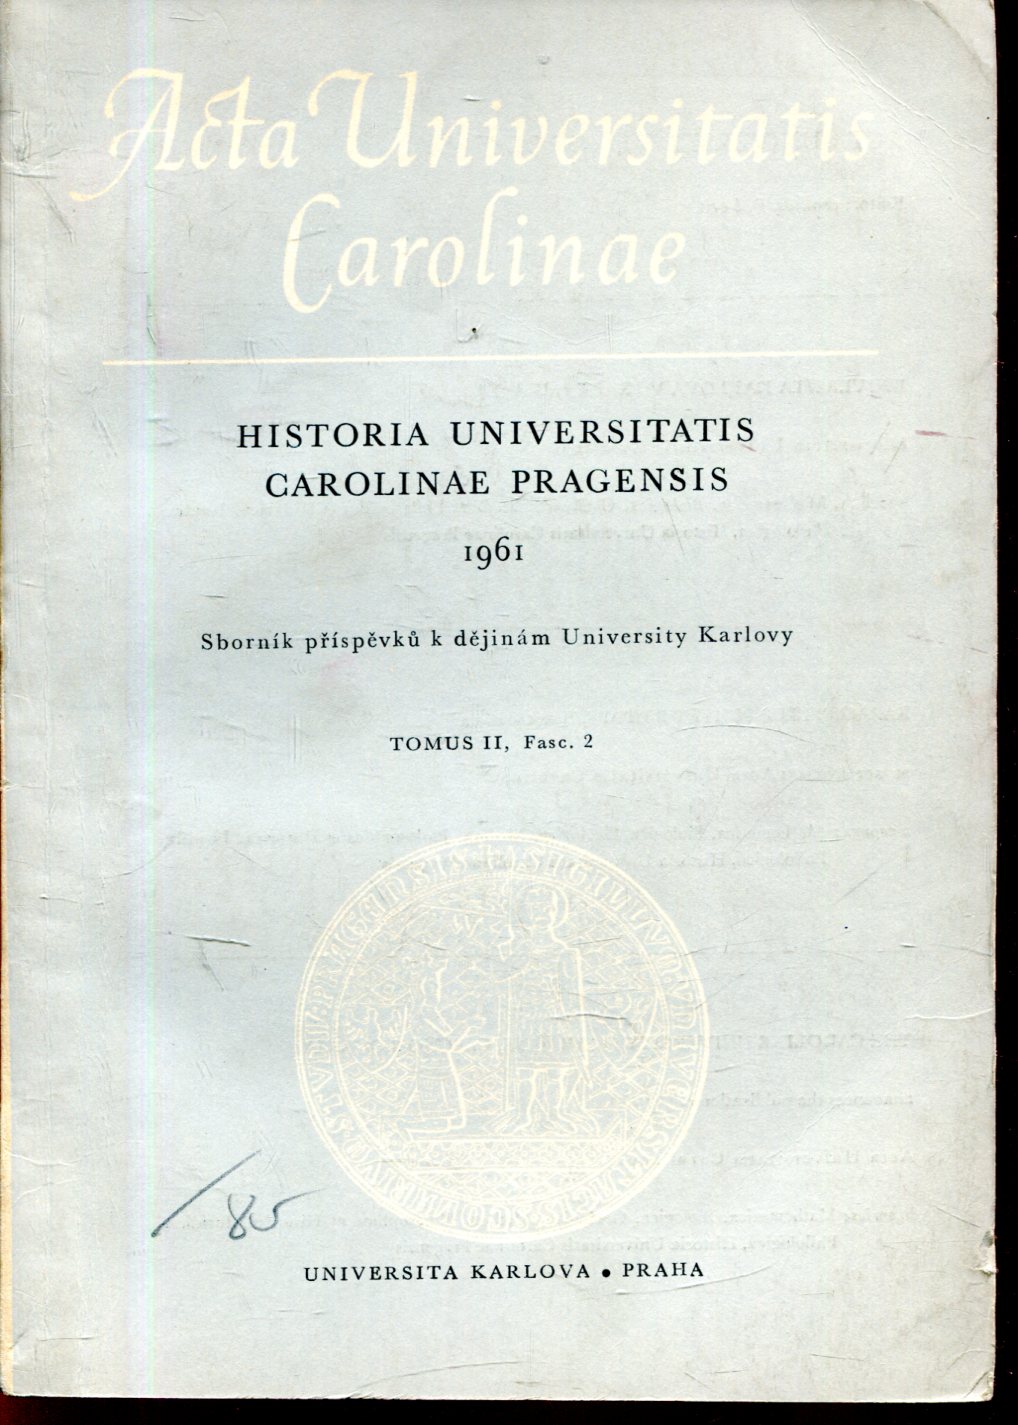 Acta Universitatis
Carolinae
HISTORIA UNIVERSITATIS
CAROLINAE PRAGENSIS
1961
Sborník příspěvků k dějinám University Karlovy
TOMUS II, Fasc. 2
/85
UNIVERSITA KARLOVA • PRAHA